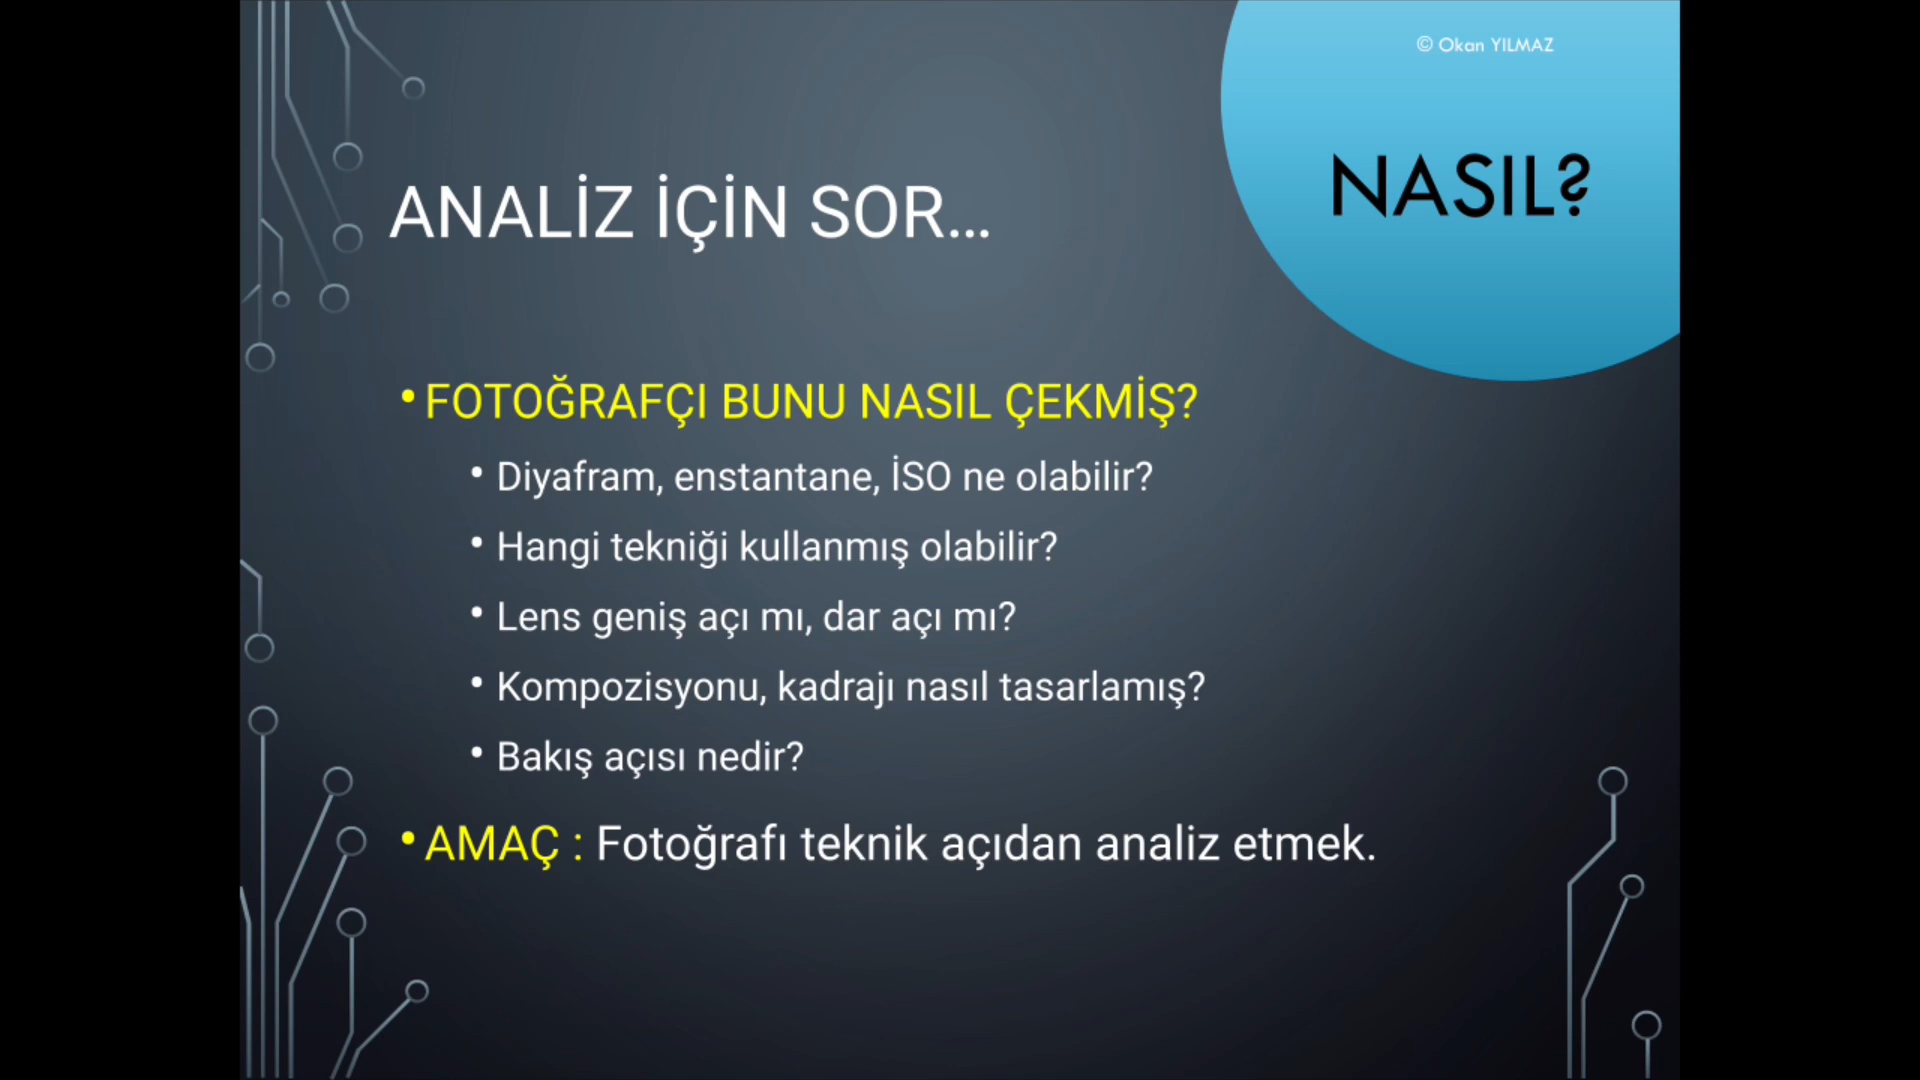 © Okan YILMAZ
NASIL?
ANALİZ İÇİN SOR...
• FOTOĞRAFÇI BUNU NASIL ÇEKMİŞ?
• Diyafram, enstantane, İSO ne olabilir?
• Hangi tekniği kullanmış olabilir?
• Lens geniş açı mı, dar açı mı?
• Kompozisyonu, kadrajı nasıl tasarlamış?
• Bakış açısı nedir?
• AMAÇ : Fotoğrafı teknik açıdan analiz etmek.